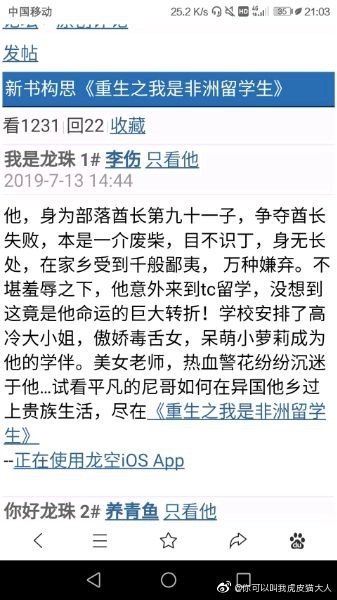 中国移动 25.2 K/s HD 4G 85 21:03
发帖
新书构思《重生之我是非洲留学生》
看1231 回22 收藏
我是龙珠 1# 李伤 只看他
2019-7-13 14:44
他，身为部落酋长第九十一子，争夺酋长
失败，本是一介废柴，目不识丁，身无长
处，在家乡受到千般鄙夷， 万种嫌弃。不
堪羞辱之下，他意外来到tc留学，没想到
这竟是他命运的巨大转折！学校安排了高
冷大小姐，傲娇毒舌女，呆萌小萝莉成为
他的学伴。美女老师，热血警花纷纷沉迷
于他…试看平凡的尼哥如何在异国他乡过
上贵族生活，尽在《重生之我是非洲留学
生》
--正在使用龙空iOS App
你好龙珠 2# 养青鱼 只看他
@你可以叫我虎皮猫大人